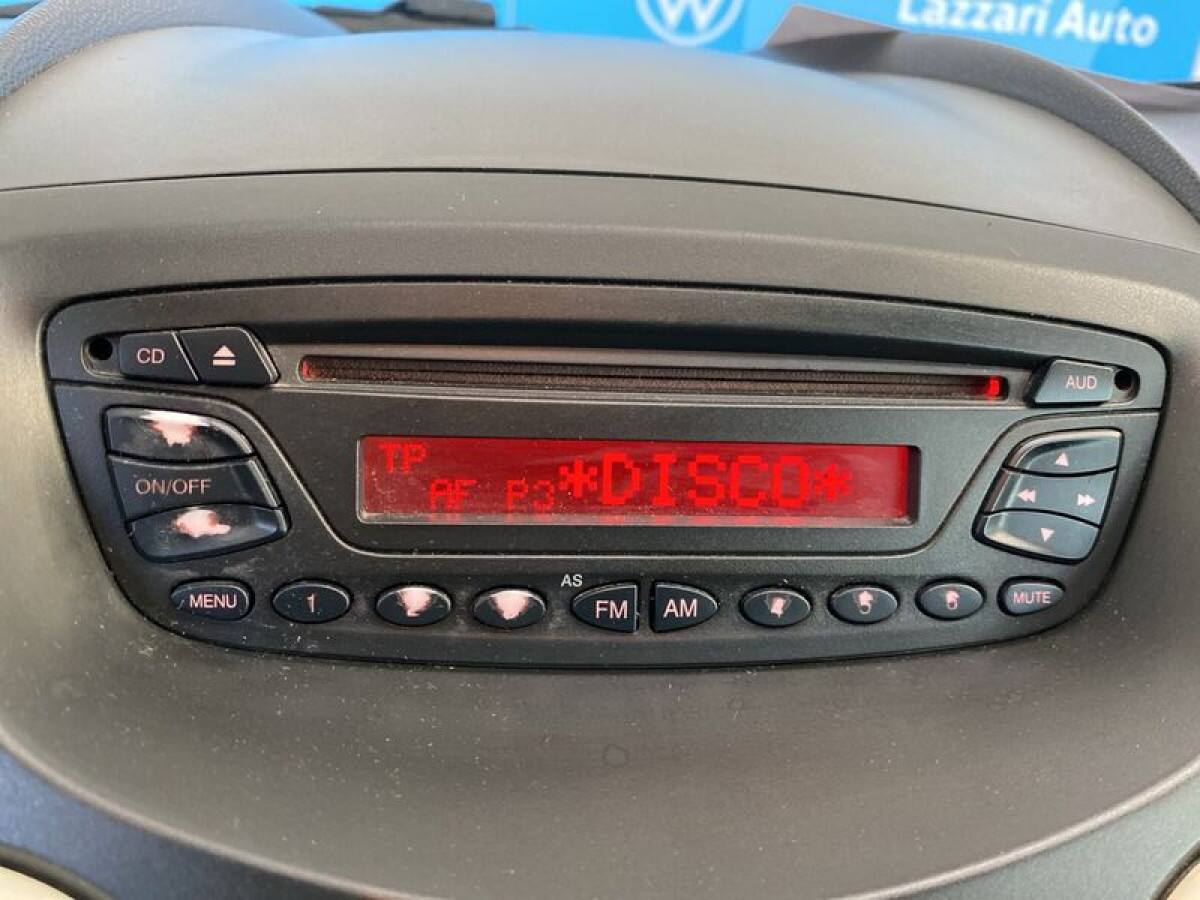 Lazzari Auto
CD
AUD
ON/OFF
TP
AF P3 *DISCO*
MENU
1
AS
FM
AM
MUTE